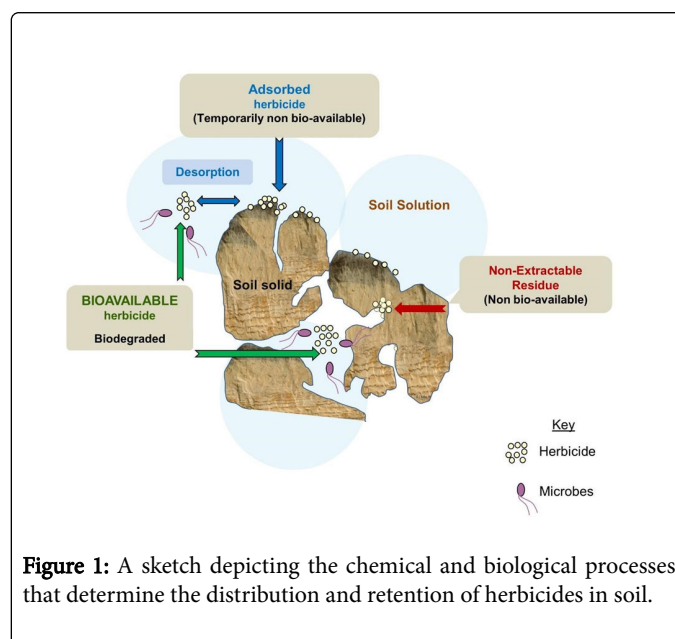 Adsorbed
herbicide
(Temporarily non bio-available)
Desorption
Soil Solution
Soil solid
Non-Extractable
Residue
(Non bio-available)
BIOAVAILABLE
herbicide
Biodegraded
Key
Herbicide
Microbes
Figure 1: A sketch depicting the chemical and biological processes
that determine the distribution and retention of herbicides in soil.